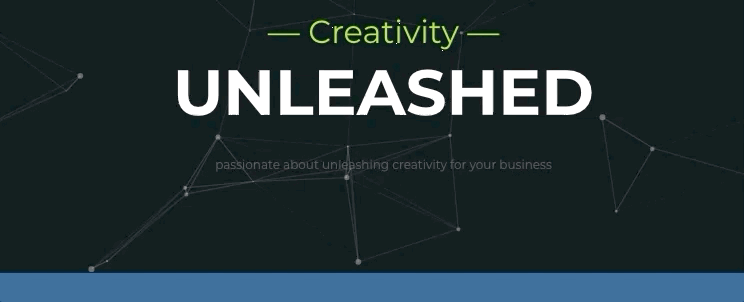 — Creativity —
UNLEASHED
passionate about unleashing creativity for your business